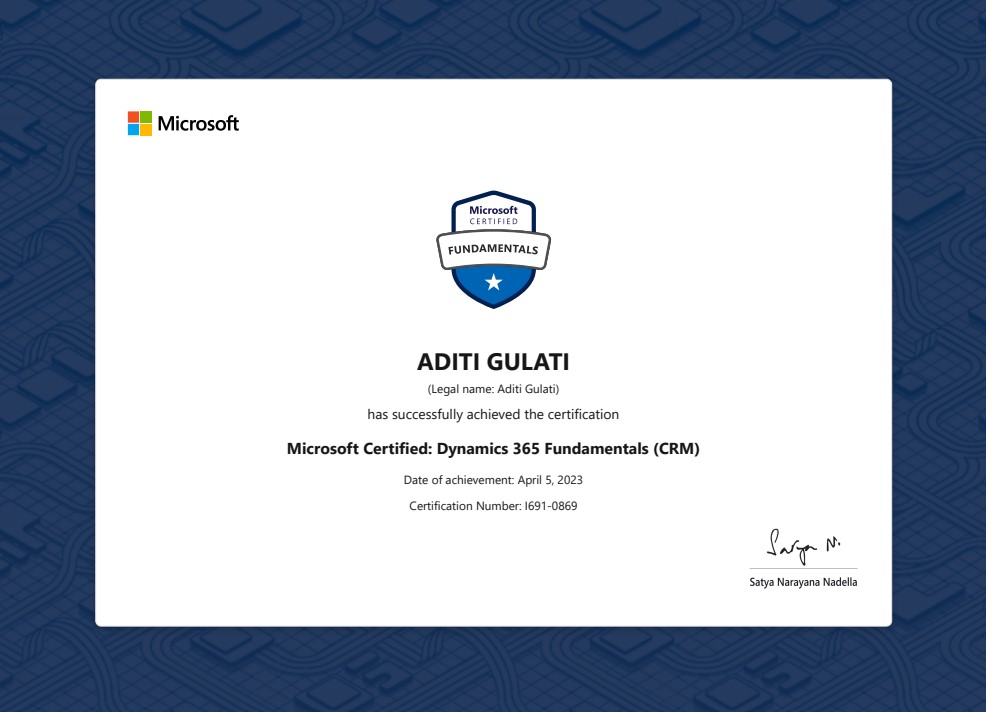 Microsoft
Microsoft
CERTIFIED
FUNDAMENTALS
ADITI GULATI
(Legal name: Aditi Gulati)
has successfully achieved the certification
Microsoft Certified: Dynamics 365 Fundamentals (CRM)
Date of achievement: April 5, 2023
Certification Number: I691-0869
Satya N.
Satya Narayana Nadella